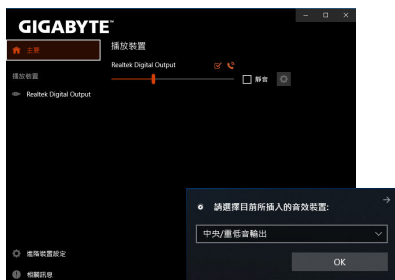 GIGABYTE™
主要
播放裝置
Realtek Digital Output
播放裝置
Realtek Digital Output
靜音
進階裝置設定
相關訊息
請選擇目前所插入的音效裝置:
中央/重低音輸出
OK